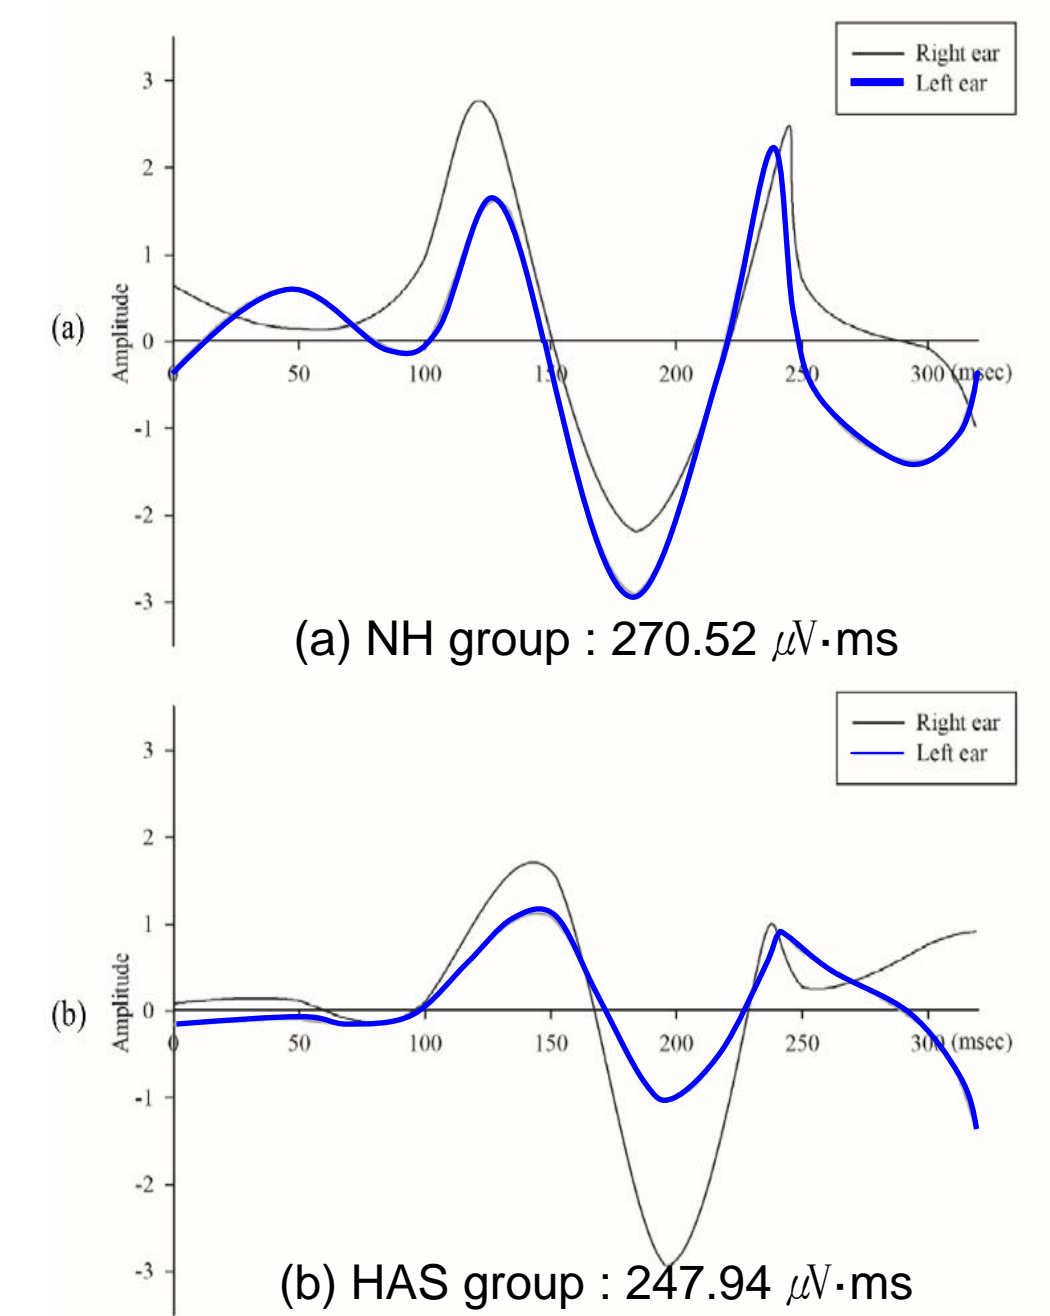 Right ear
Left ear
3
2
1
0
-1
-2
-3
Amplitude
(a)
0 50 100 150 200 250 300 (msec)
(a) NH group : 270.52 μV·ms
Right ear
Left ear
3
2
1
0
-1
-2
-3
Amplitude
(b)
0 50 100 150 200 250 300 (msec)
(b) HAS group : 247.94 μV·ms